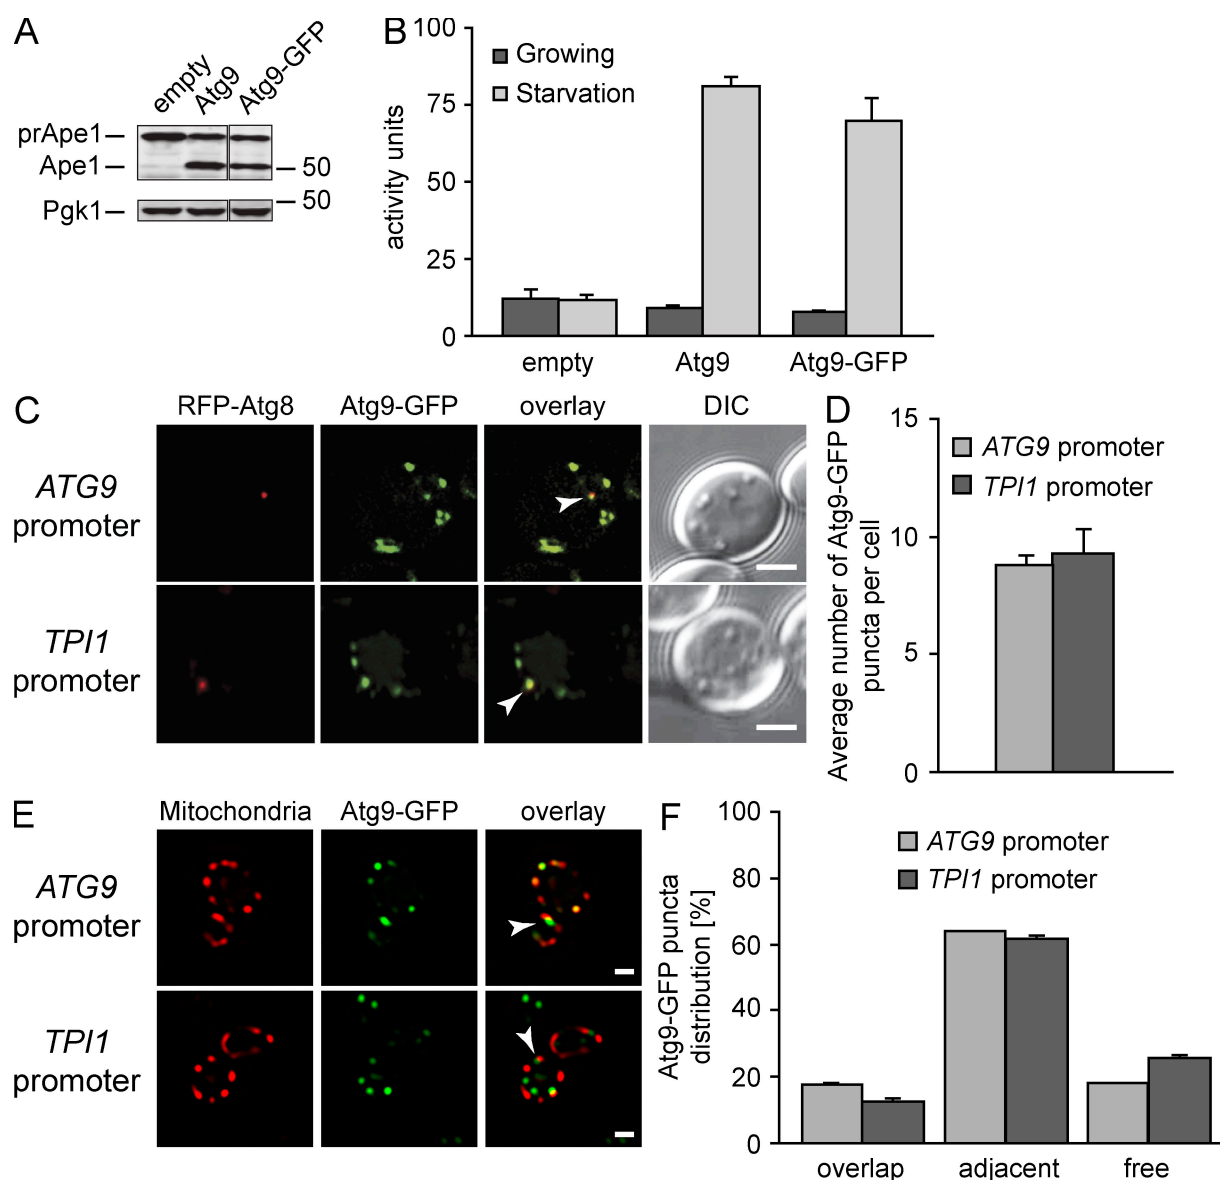 A
empty
Atg9
Atg9-GFP
prApe1
Ape1
50
50
Pgk1
B
100
75
50
25
0
activity units
Growing
Starvation
empty
Atg9
Atg9-GFP
C
RFP-Atg8
Atg9-GFP
overlay
DIC
ATG9
promoter
TPI1
promoter
D
15
10
5
0
Average number of Atg9-GFP
puncta per cell
ATG9 promoter
TPI1 promoter
E
Mitochondria
Atg9-GFP
overlay
ATG9
promoter
TPI1
promoter
F
100
80
60
40
20
0
Atg9-GFP puncta
distribution [%]
ATG9 promoter
TPI1 promoter
overlap
adjacent
free